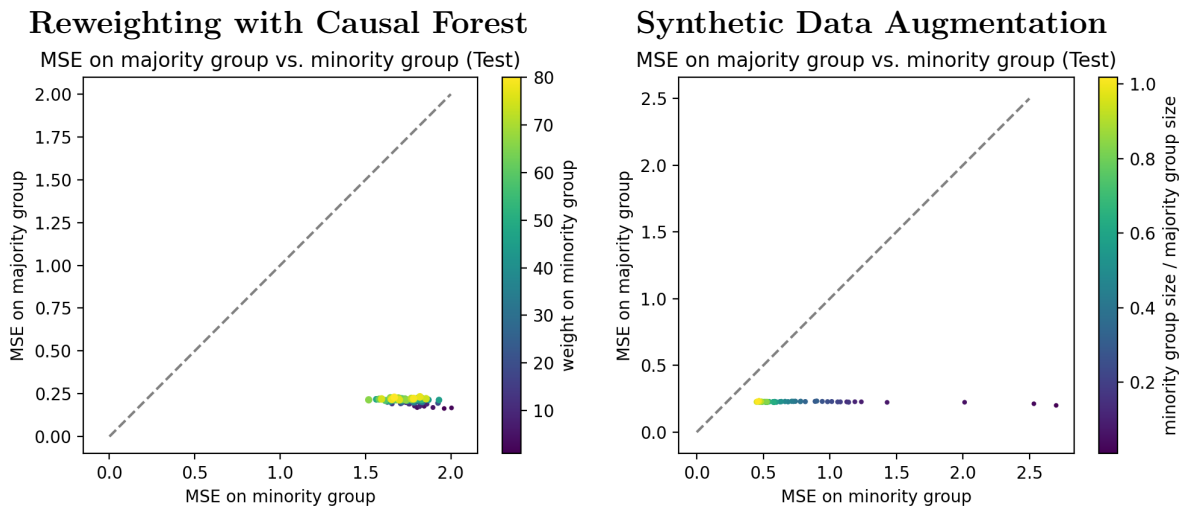 Reweighting with Causal Forest
MSE on majority group vs. minority group (Test)
MSE on majority group
2.00
1.75
1.50
1.25
1.00
0.75
0.50
0.25
0.00
0.0 0.5 1.0 1.5 2.0
MSE on minority group
80
70
60
50
40
30
20
10
weight on minority group
Synthetic Data Augmentation
MSE on majority group vs. minority group (Test)
MSE on majority group
2.5
2.0
1.5
1.0
0.5
0.0
0.0 0.5 1.0 1.5 2.0 2.5
MSE on minority group
1.0
0.8
0.6
0.4
0.2
minority group size / majority group size